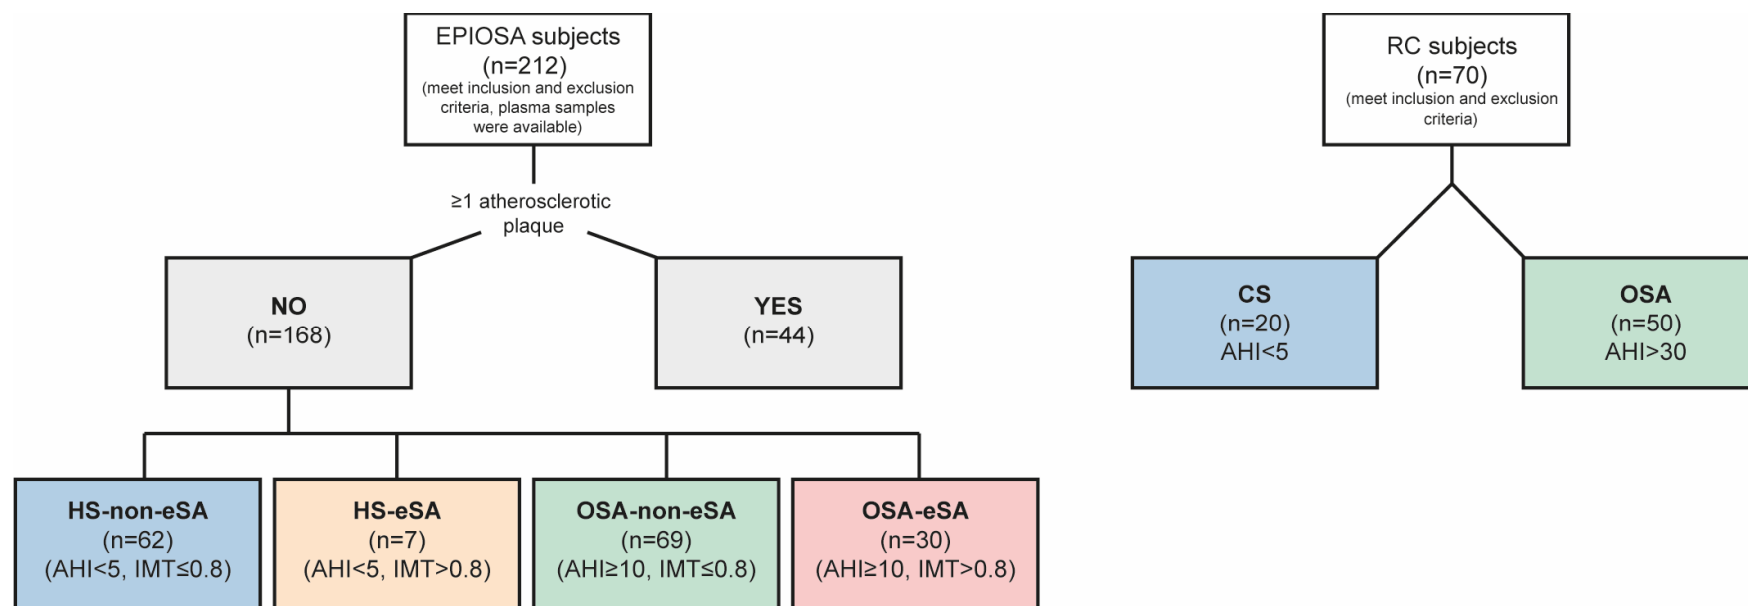 EPIOSA subjects
(n=212)
(meet inclusion and exclusion
criteria, plasma samples
were available)
≥1 atherosclerotic
plaque
NO
(n=168)
YES
(n=44)
HS-non-eSA
(n=62)
(AHI<5, IMT≤0.8)
HS-eSA
(n=7)
(AHI<5, IMT>0.8)
OSA-non-eSA
(n=69)
(AHI≥10, IMT≤0.8)
OSA-eSA
(n=30)
(AHI≥10, IMT>0.8)
RC subjects
(n=70)
(meet inclusion and exclusion
criteria)
CS
(n=20)
AHI<5
OSA
(n=50)
AHI>30